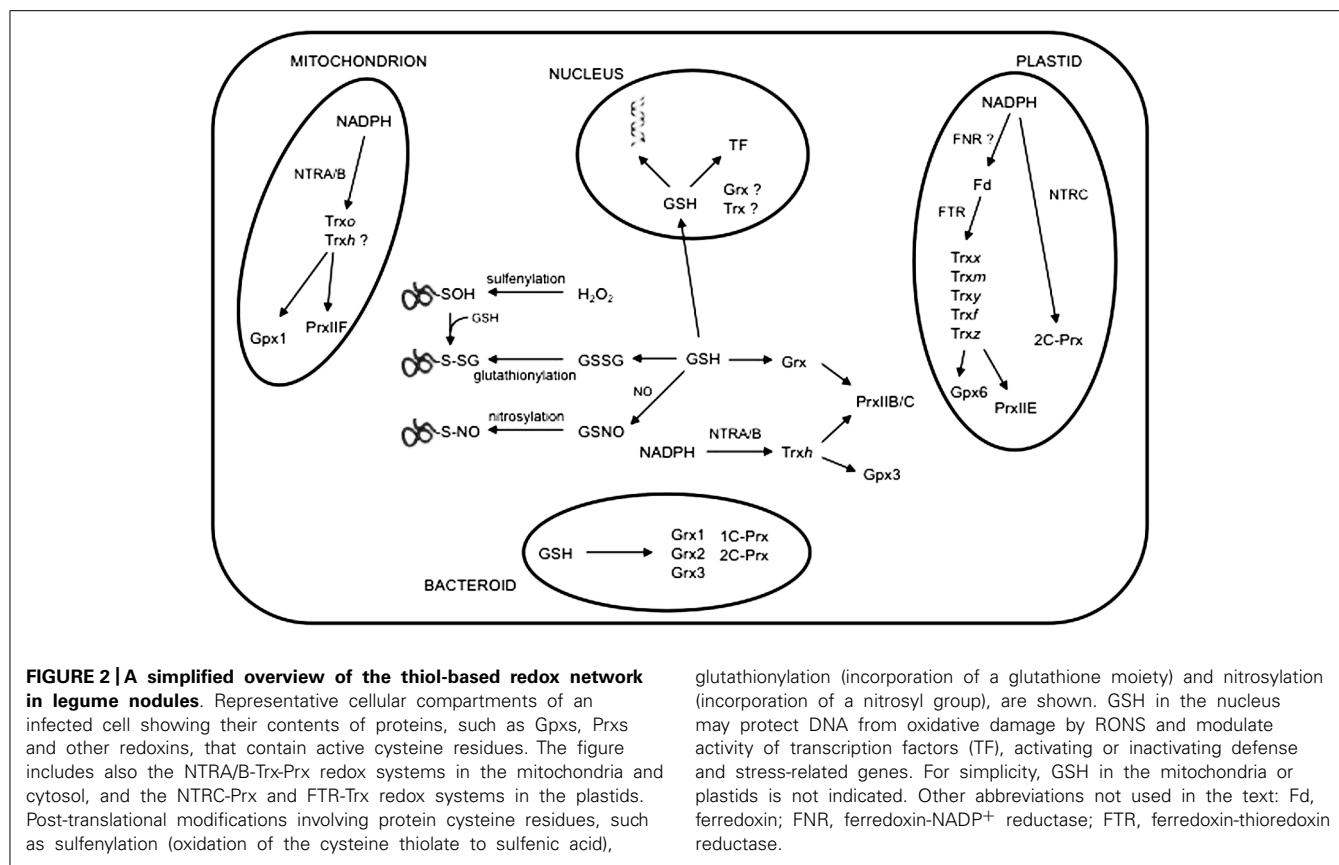 MITOCHONDRION
NADPH
NTRA/B
Trxo
Trxh ?
Gpx1
PrxIIF
NUCLEUS
TF
GSH
Grx ?
Trx ?
PLASTID
NADPH
FNR ?
Fd
NTRC
FTR
Trxx
Trxm
Trxy
Trxf
Trxz
2C-Prx
Gpx6
PrxIIE
-SOH
sulfenylation
H₂O₂
GSH
-S-SG
glutathionylation
GSSG
GSH
Grx
NO
PrxIIB/C
-S-NO
nitrosylation
GSNO
NADPH
NTRA/B
Trxh
Gpx3
GSH
Grx1
Grx2
Grx3
1C-Prx
2C-Prx
BACTEROID
FIGURE 2 | A simplified overview of the thiol-based redox network
in legume nodules. Representative cellular compartments of an
infected cell showing their contents of proteins, such as Gpxs, Prxs
and other redoxins, that contain active cysteine residues. The figure
includes also the NTRA/B-Trx-Prx redox systems in the mitochondria and
cytosol, and the NTRC-Prx and FTR-Trx redox systems in the plastids.
Post-translational modifications involving protein cysteine residues, such
as sulfenylation (oxidation of the cysteine thiolate to sulfenic acid),
glutathionylation (incorporation of a glutathione moiety) and nitrosylation
(incorporation of a nitrosyl group), are shown. GSH in the nucleus
may protect DNA from oxidative damage by RONS and modulate
activity of transcription factors (TF), activating or inactivating defense
and stress-related genes. For simplicity, GSH in the mitochondria or
plastids is not indicated. Other abbreviations not used in the text: Fd,
ferredoxin; FNR, ferredoxin-NADP⁺ reductase; FTR, ferredoxin-thioredoxin
reductase.